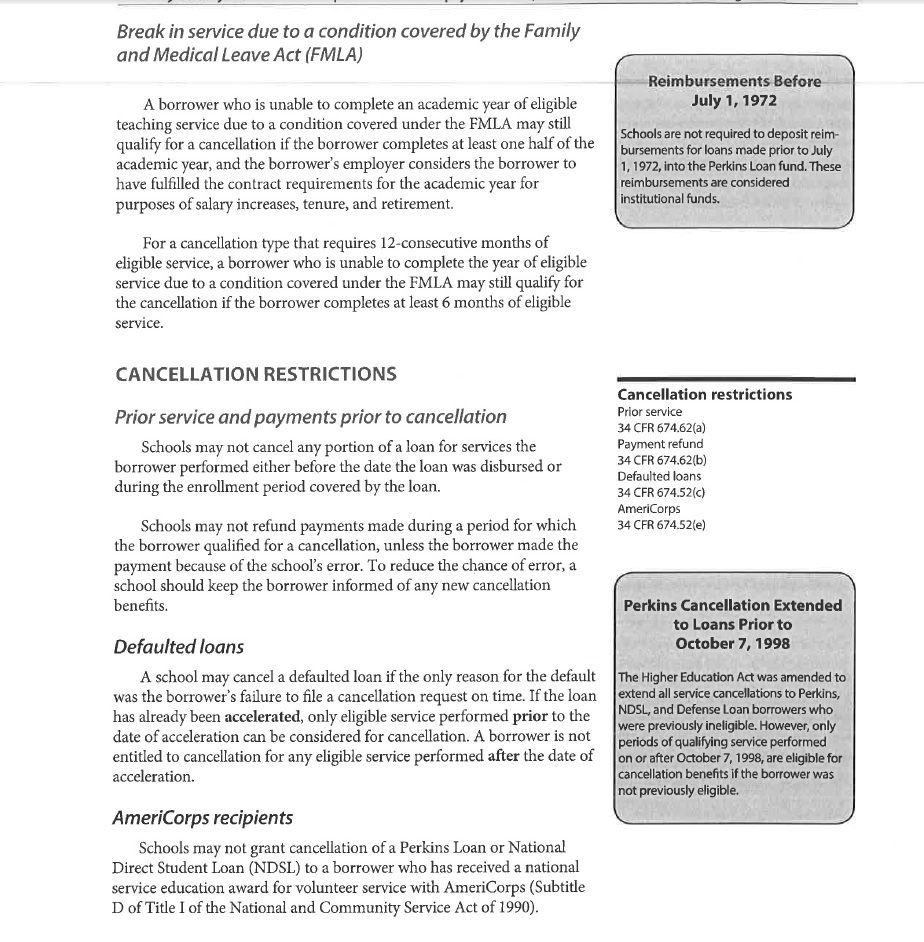 Break in service due to a condition covered by the Family
and Medical Leave Act (FMLA)
A borrower who is unable to complete an academic year of eligible
teaching service due to a condition covered under the FMLA may still
qualify for a cancellation if the borrower completes at least one half of the
academic year, and the borrower's employer considers the borrower to
have fulfilled the contract requirements for the academic year for
purposes of salary increases, tenure, and retirement.
For a cancellation type that requires 12-consecutive months of
eligible service, a borrower who is unable to complete the year of eligible
service due to a condition covered under the FMLA may still qualify for
the cancellation if the borrower completes at least 6 months of eligible
service.
CANCELLATION RESTRICTIONS
Prior service and payments prior to cancellation
Schools may not cancel any portion of a loan for services the
borrower performed either before the date the loan was disbursed or
during the enrollment period covered by the loan.
Schools may not refund payments made during a period for which
the borrower qualified for a cancellation, unless the borrower made the
payment because of the school's error. To reduce the chance of error, a
school should keep the borrower informed of any new cancellation
benefits.
Defaulted loans
A school may cancel a defaulted loan if the only reason for the default
was the borrower's failure to file a cancellation request on time. If the loan
has already been accelerated, only eligible service performed prior to the
date of acceleration can be considered for cancellation. A borrower is not
entitled to cancellation for any eligible service performed after the date of
acceleration.
AmeriCorps recipients
Schools may not grant cancellation of a Perkins Loan or National
Direct Student Loan (NDSL) to a borrower who has received a national
service education award for volunteer service with AmeriCorps (Subtitle
D of Title I of the National and Community Service Act of 1990).
Reimbursements Before
July 1, 1972
Schools are not required to deposit reim-
bursements for loans made prior to July
1, 1972, into the Perkins Loan fund. These
reimbursements are considered
institutional funds.
Cancellation restrictions
Prior service
34 CFR 674.62(a)
Payment refund
34 CFR 674.62(b)
Defaulted loans
34 CFR 674.52(c)
AmeriCorps
34 CFR 674.52(e)
Perkins Cancellation Extended
to Loans Prior to
October 7, 1998
The Higher Education Act was amended to
extend all service cancellations to Perkins,
NDSL, and Defense Loan borrowers who
were previously ineligible. However, only
periods of qualifying service performed
on or after October 7, 1998, are eligible for
cancellation benefits if the borrower was
not previously eligible.